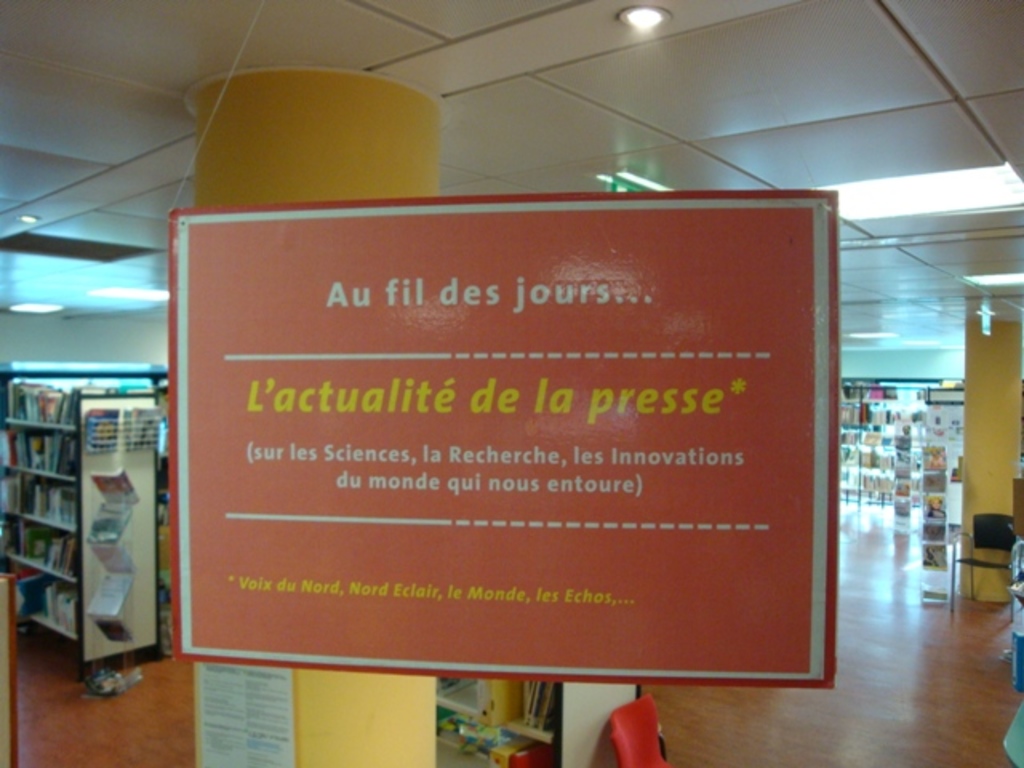 Au fil des jours...
L'actualité de la presse*
(sur les Sciences, la Recherche, les Innovations
du monde qui nous entoure)
* Voix du Nord, Nord Eclair, le Monde, les Echos,...